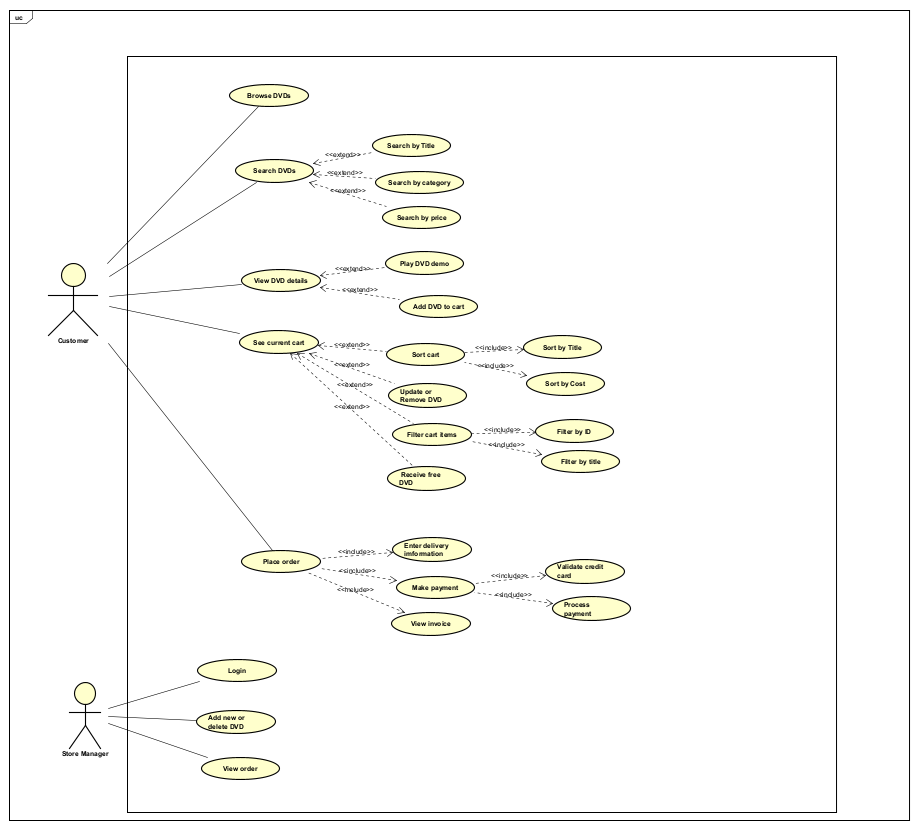 uc
Browse DVDs
Search by Title
<<extend>>
Search DVDs
<<extend>>
Search by category
<<extend>>
Search by price
Play DVD demo
<<extend>>
View DVD details
<<extend>>
Add DVD to cart
Customer
See current cart
<<extend>>
Sort cart
<<include>>
Sort by Title
<<include>>
Sort by Cost
<<extend>>
Update or
Remove DVD
<<extend>>
<<extend>>
Filter cart items
<<include>>
Filter by ID
<<include>>
Filter by title
Receive free
DVD
Place order
<<include>>
Enter delivery
imformation
<<include>>
Make payment
<<include>>
Validate credit
card
<<include>>
Process
payment
<<include>>
View invoice
Login
Store Manager
Add new or
delete DVD
View order